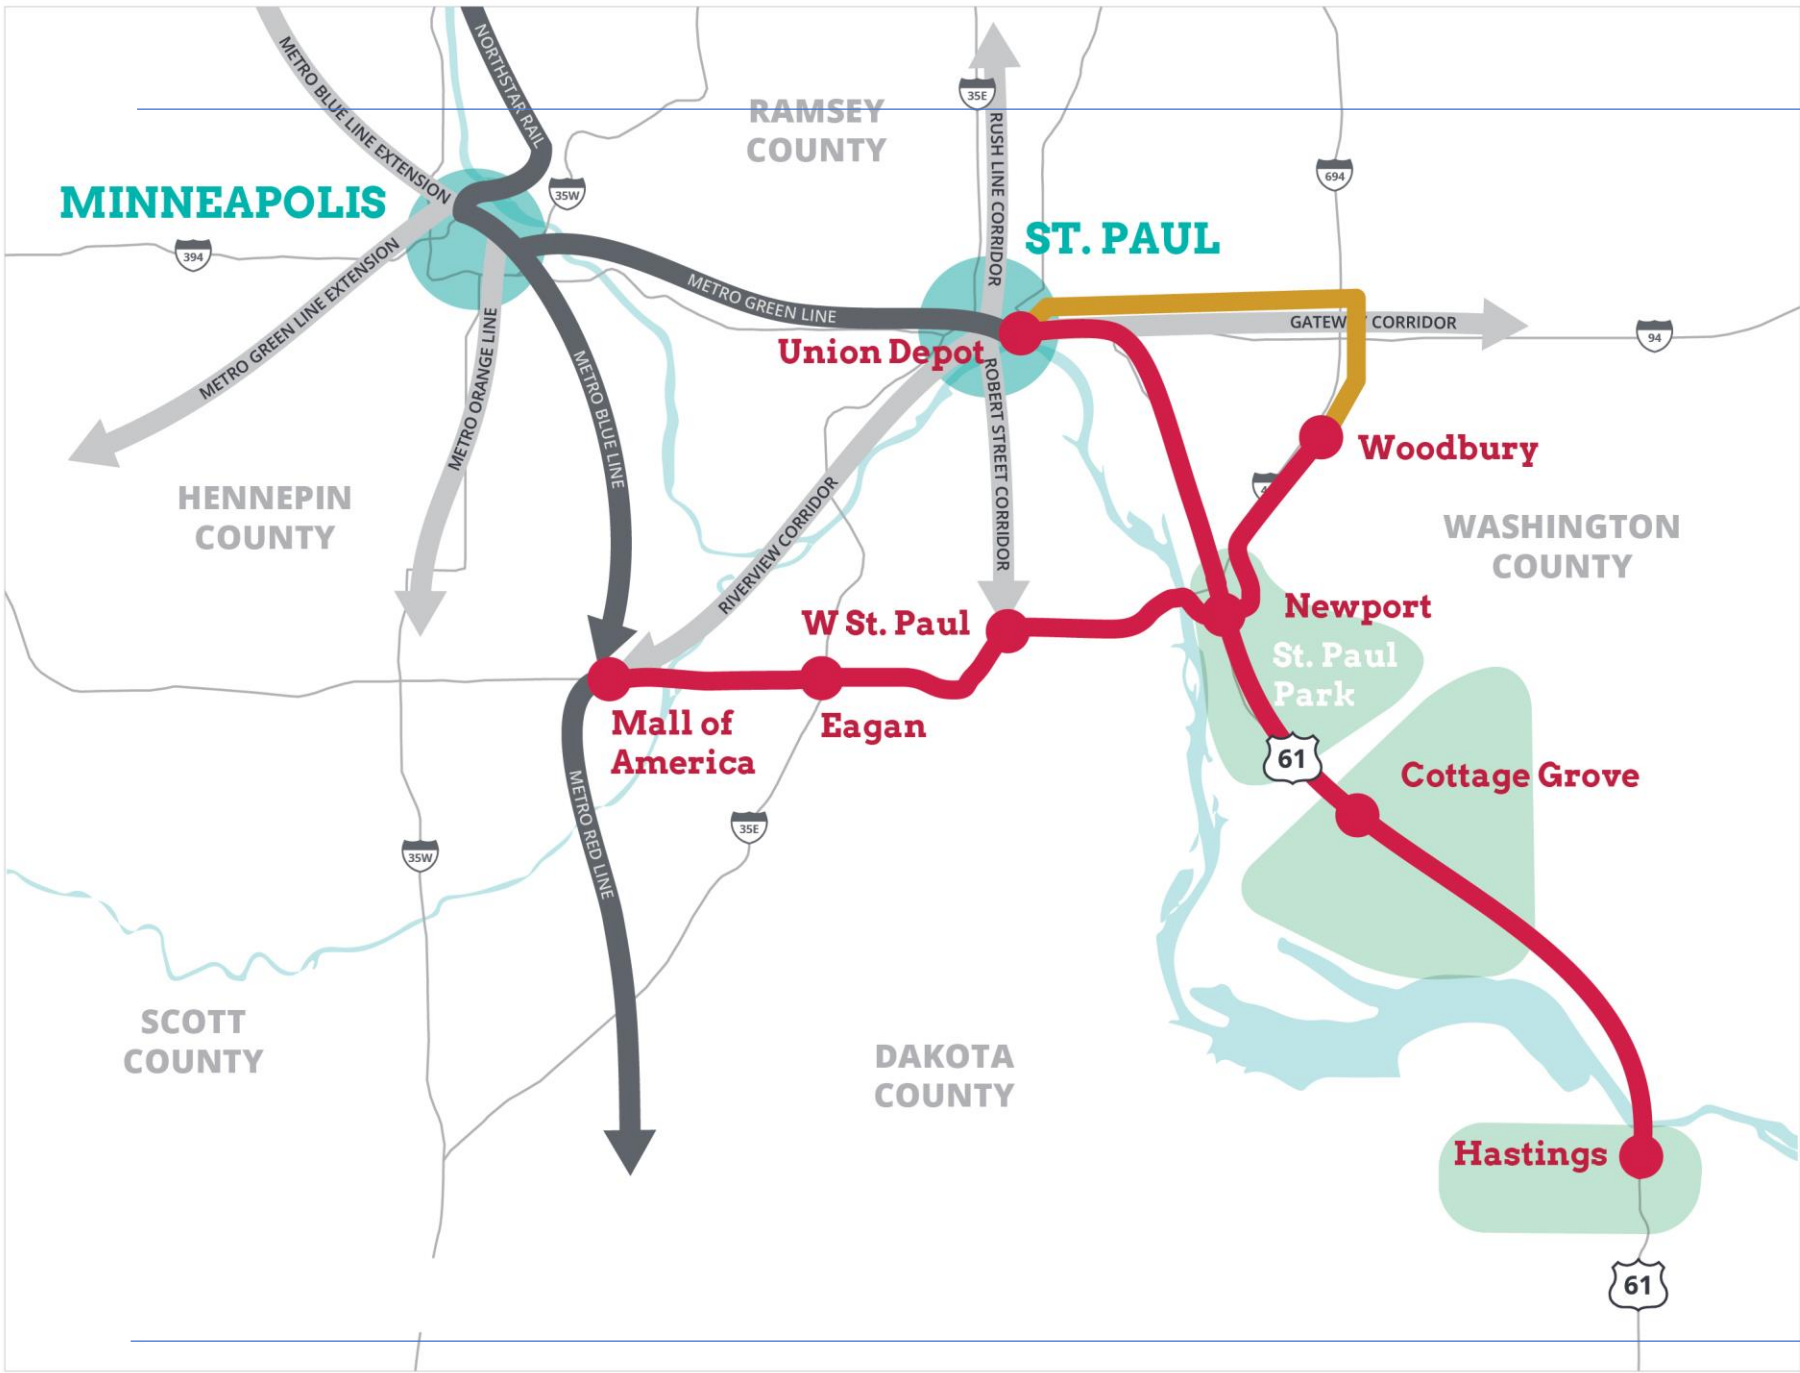 METRO BLUE LINE EXTENSION
NORTHSTAR RAIL
35E
RAMSEY
COUNTY
RUSH LINE CORRIDOR
694
MINNEAPOLIS
35W
394
ST. PAUL
METRO GREEN LINE EXTENSION
METRO GREEN LINE
METRO ORANGE LINE
Union Depot
GATEW Y CORRIDOR
94
METRO BLUE LINE
ROBERT STREET CORRIDOR
Woodbury
HENNEPIN
COUNTY
RIVERVIEW CORRIDOR
WASHINGTON
COUNTY
W St. Paul
Newport
St. Paul
Park
Mall of
America
Eagan
61
Cottage Grove
METRO RED LINE
35E
35W
SCOTT
COUNTY
DAKOTA
COUNTY
Hastings
61